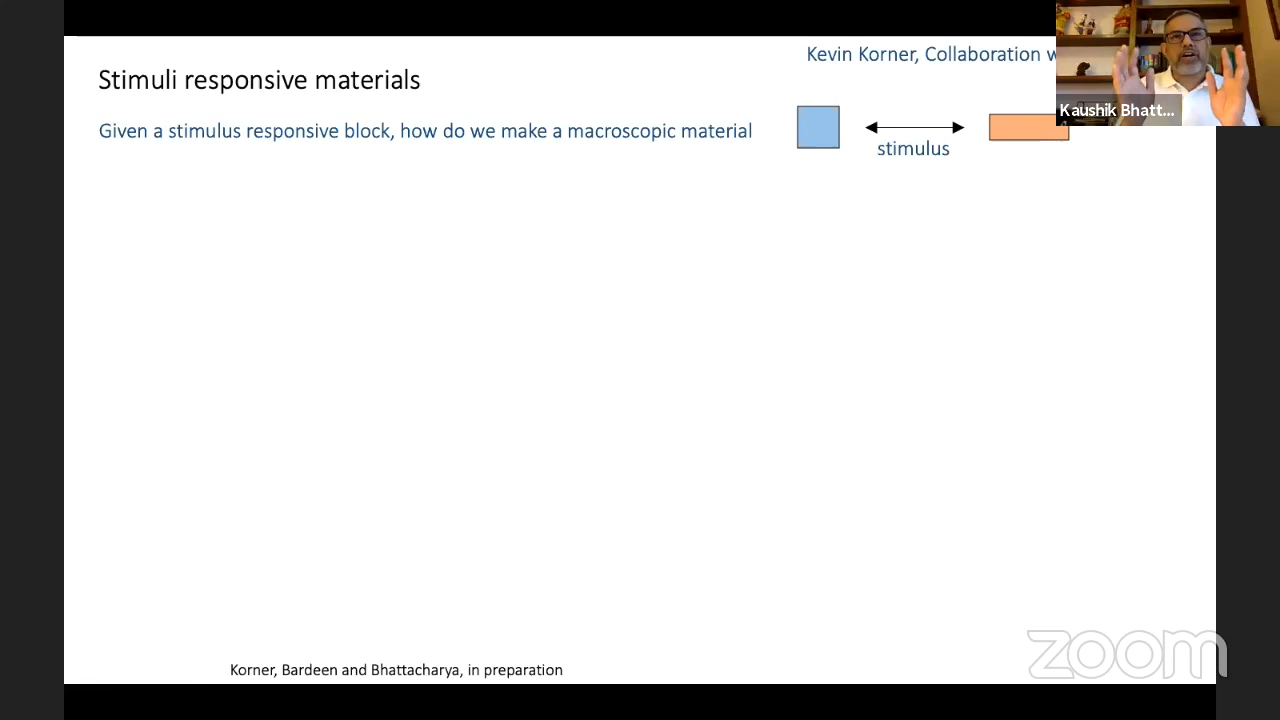 Kevin Korner, Collaboration
Stimuli responsive materials
Kaushik Bhatt...
Given a stimulus responsive block, how do we make a macroscopic material
stimulus
Korner, Bardeen and Bhattacharya, in preparation
zoom